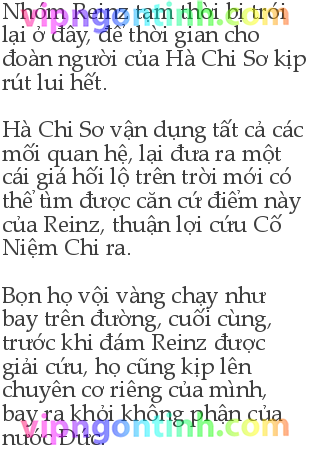 Nhóm Reinz tạm thời bị trói
lại ở đây, để thời gian cho
đoàn người của Hà Chi Sơ kịp
rút lui hết.
Hà Chi Sơ vận dụng tất cả các
mối quan hệ, lại đưa ra một
cái giá hối lộ trên trời mới có
thể tìm được căn cứ điểm này
của Reinz, thuận lợi cứu Cố
Niệm Chi ra.
Bọn họ vội vàng chạy như
bay trên đường, cuối cùng,
trước khi đám Reinz được
giải cứu, họ cũng kịp lên
chuyên cơ riêng của mình,
bay ra khỏi không phận của
nước Đức.
vipngontinh.com
vipngontinh.com